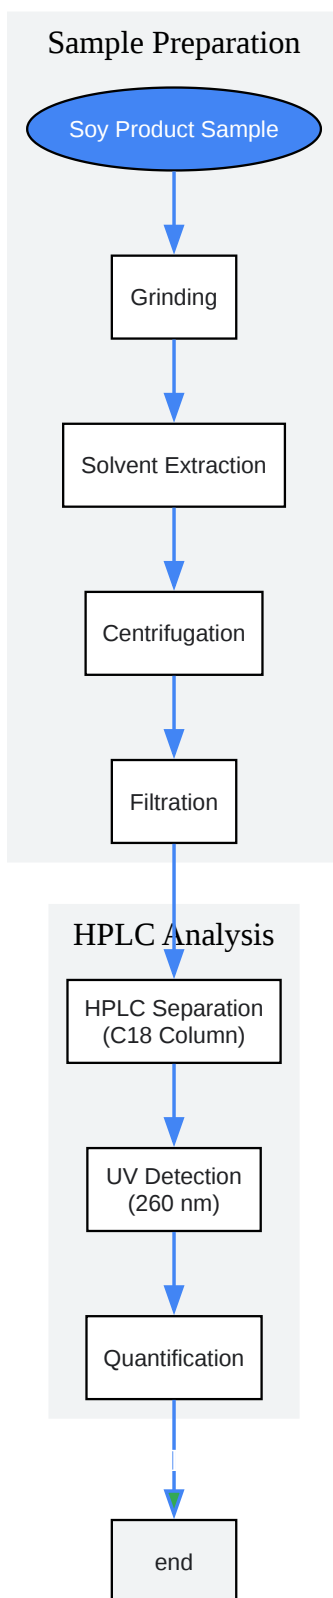 Sample Preparation
Soy Product Sample
Grinding
Solvent Extraction
Centrifugation
Filtration
HPLC Analysis
HPLC Separation
(C18 Column)
UV Detection
(260 nm)
Quantification
end